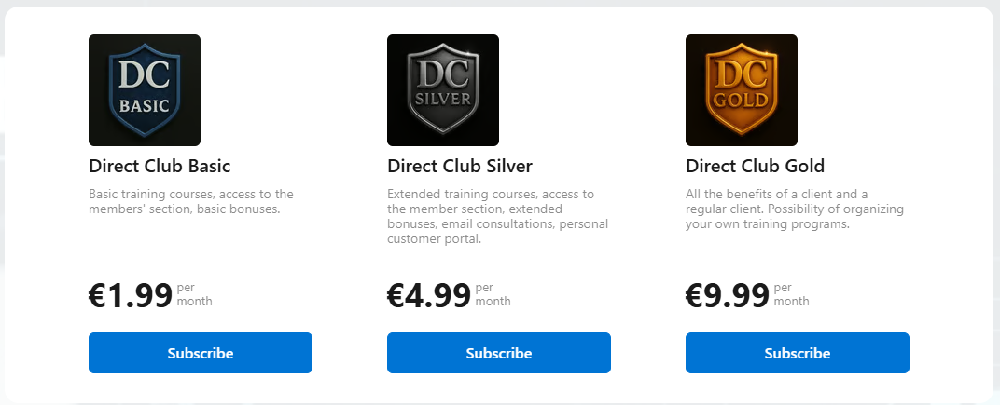 DC
BASIC
Direct Club Basic
Basic training courses, access to the
members' section, basic bonuses.
€1.99 per
month
Subscribe
DC
SILVER
Direct Club Silver
Extended training courses, access to
the member section, extended
bonuses, email consultations, personal
customer portal.
€4.99 per
month
Subscribe
DC
GOLD
Direct Club Gold
All the benefits of a client and a
regular client. Possibility of organizing
your own training programs.
€9.99 per
month
Subscribe